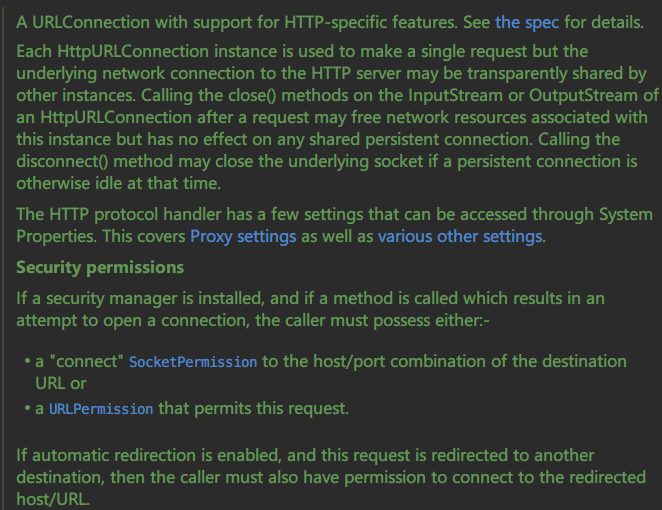 A URLConnection with support for HTTP-specific features. See the spec for details.
Each HttpURLConnection instance is used to make a single request but the
underlying network connection to the HTTP server may be transparently shared by
other instances. Calling the close() methods on the InputStream or OutputStream of
an HttpURLConnection after a request may free network resources associated with
this instance but has no effect on any shared persistent connection. Calling the
disconnect() method may close the underlying socket if a persistent connection is
otherwise idle at that time.
The HTTP protocol handler has a few settings that can be accessed through System
Properties. This covers Proxy settings as well as various other settings.
Security permissions
If a security manager is installed, and if a method is called which results in an
attempt to open a connection, the caller must possess either:-
• a "connect" SocketPermission to the host/port combination of the destination
URL or
• a URLPermission that permits this request.
If automatic redirection is enabled, and this request is redirected to another
destination, then the caller must also have permission to connect to the redirected
host/URL.